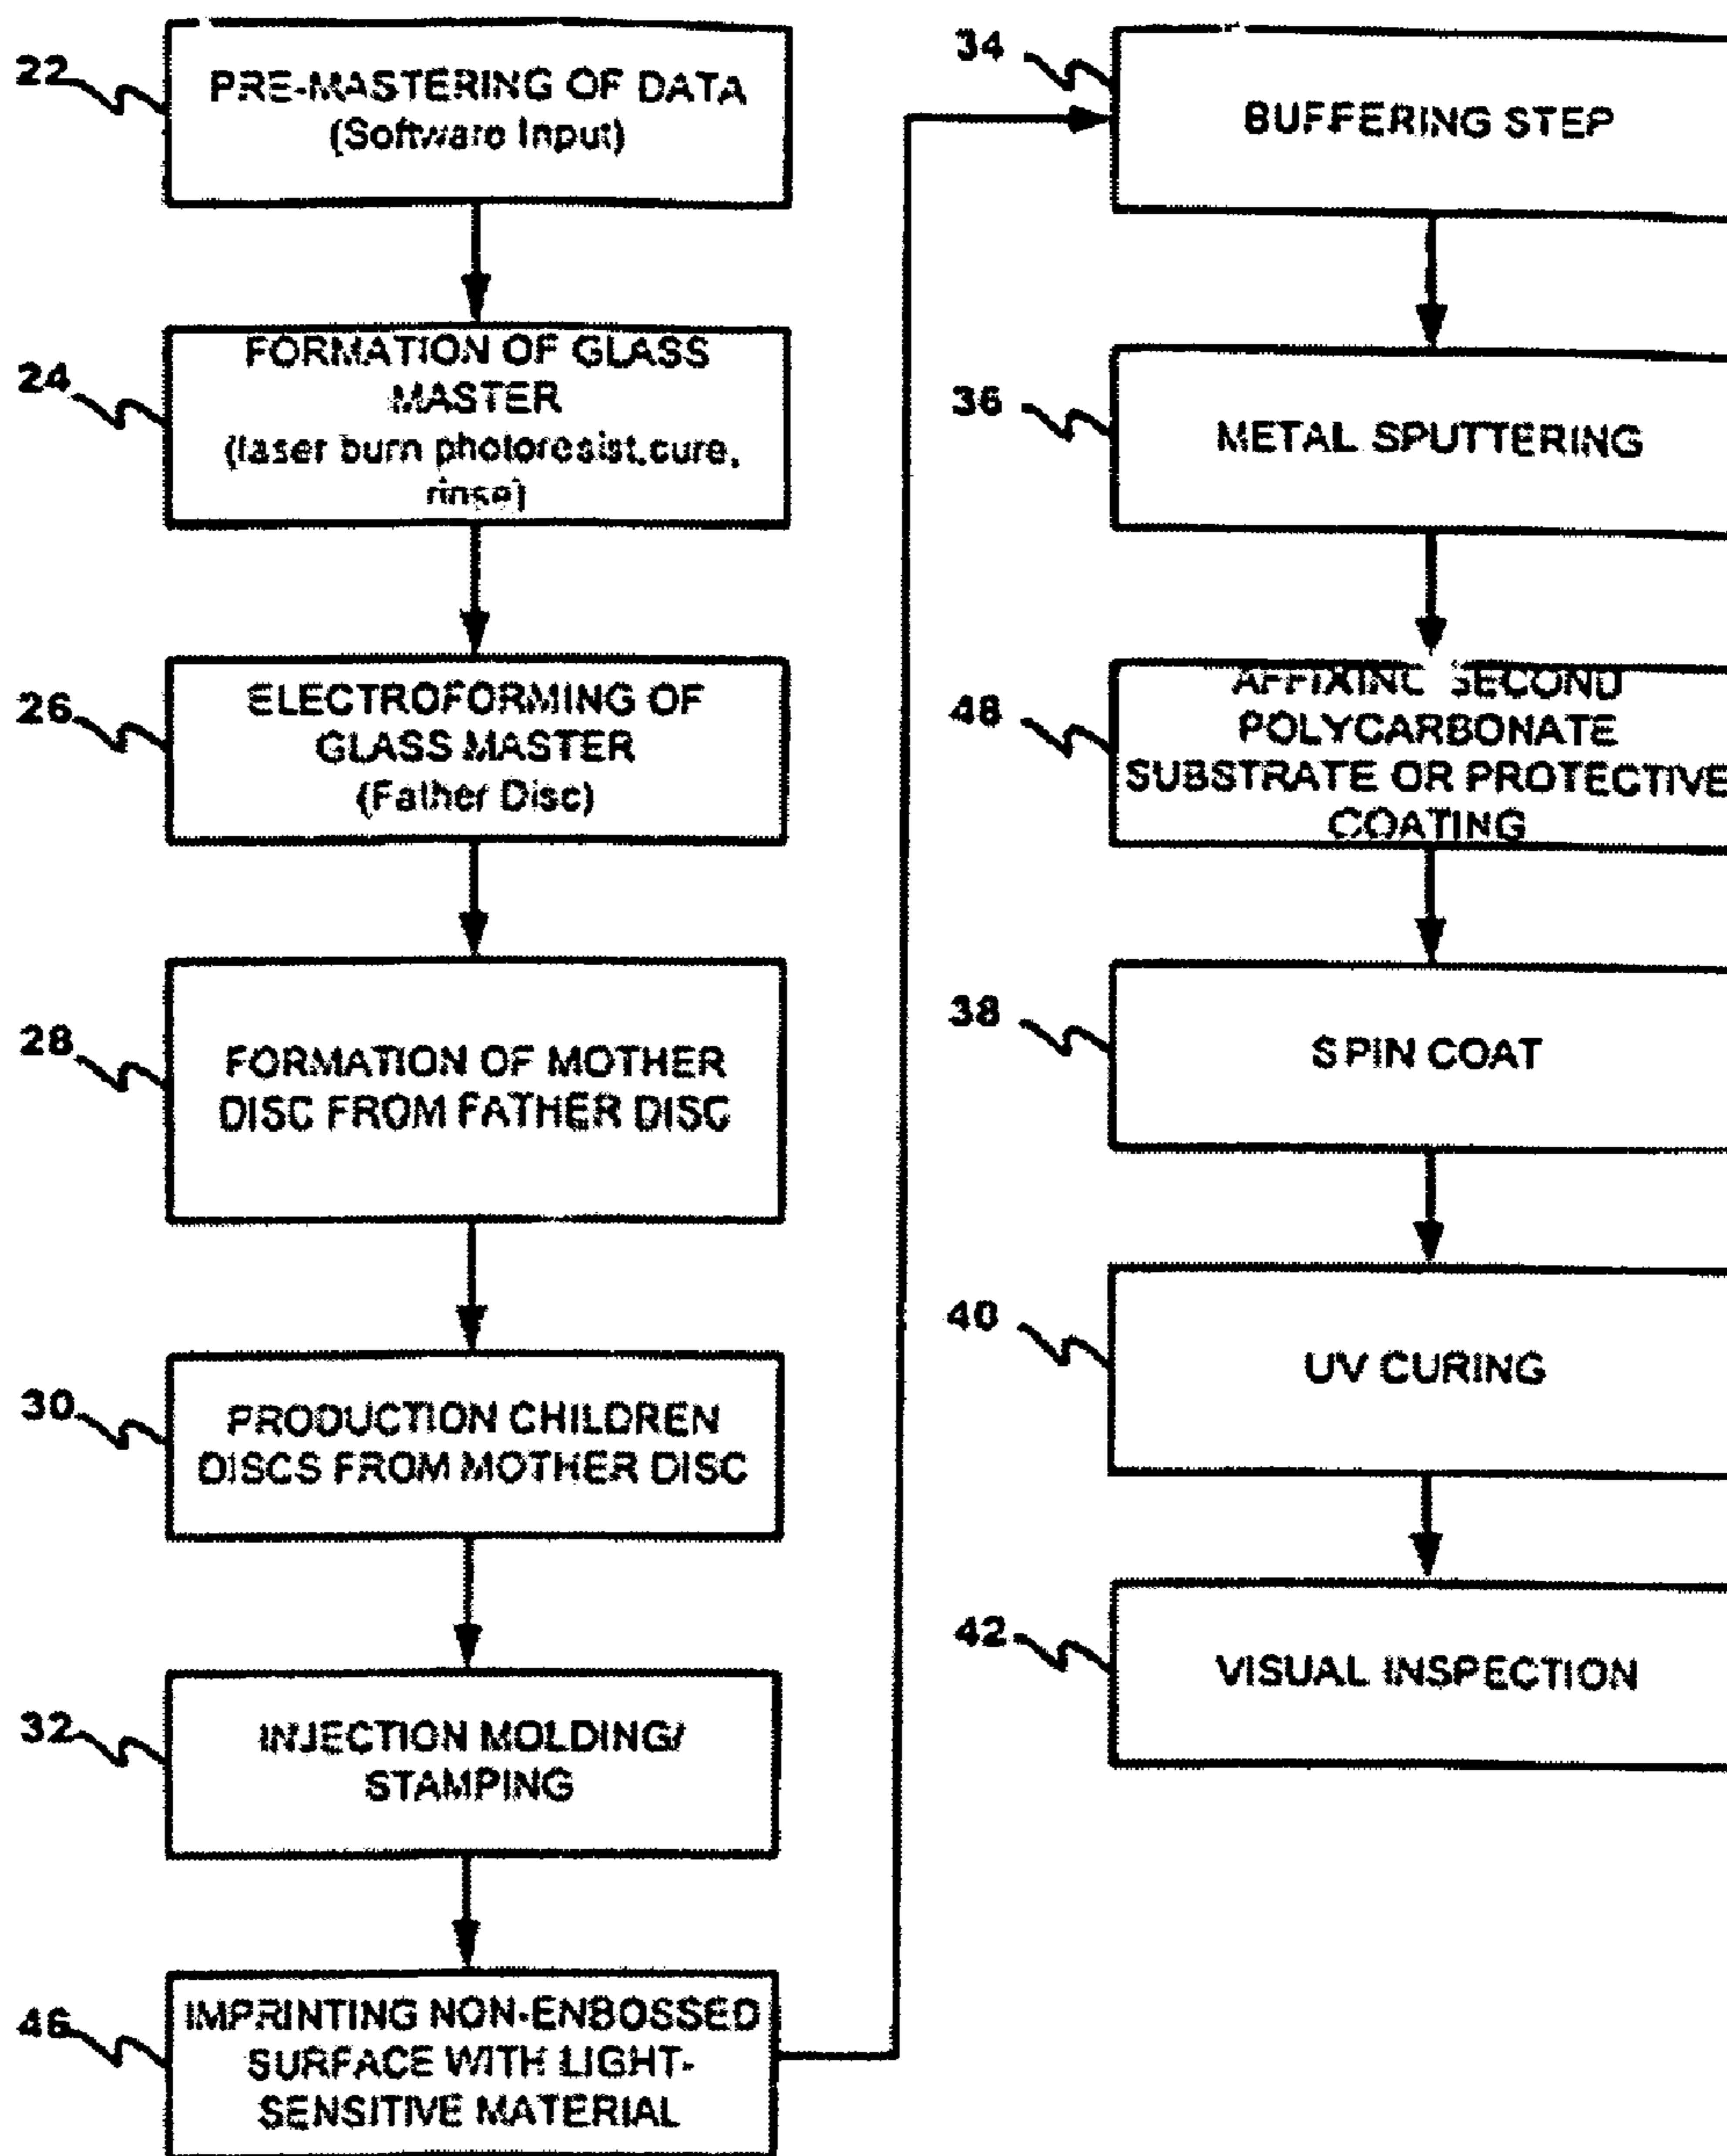 22
PRE-MASTERING OF DATA
(Software Input)
24
FORMATION OF GLASS
MASTER
(laser burn photoresist.cure,
rinse)
26
ELECTROFORMING OF
GLASS MASTER
(Father Disc)
28
FORMATION OF MOTHER
DISC FROM FATHER DISC
30
PRODUCTION CHILDREN
DISCS FROM MOTHER DISC
32
INJECTION MOLDING/
STAMPING
46
IMPRINTING NON-ENBOSSED
SURFACE WITH LIGHT-
SENSITIVE MATERIAL
34
BUFFERING STEP
36
METAL SPUTTERING
48
AFFIXING SECOND
POLYCARBONATE
SUBSTRATE OR PROTECTIVE
COATING
38
SPIN COAT
40
UV CURING
42
VISUAL INSPECTION